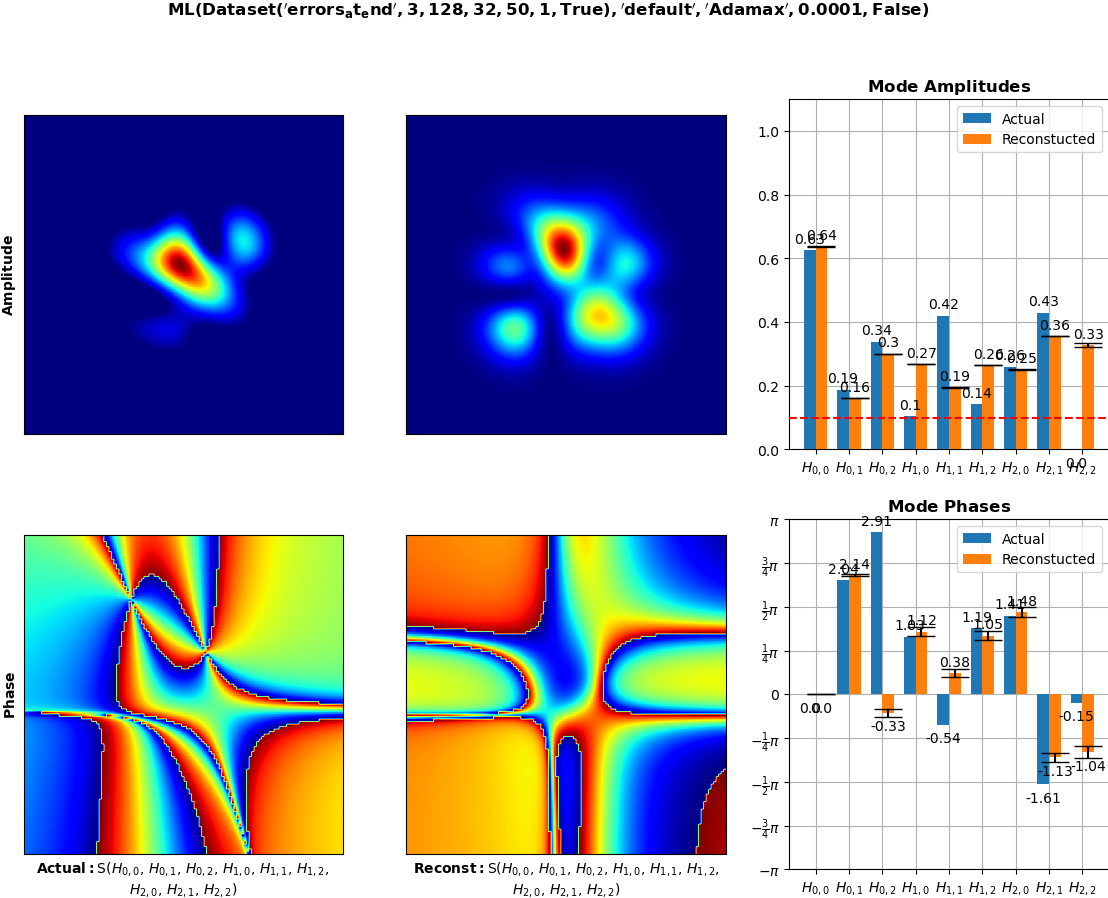 ML(Dataset('errors_at_end', 3, 128, 32, 50, 1, True), 'default', 'Adamax', 0.0001, False)
Mode Amplitudes
Actual
Reconstucted
1.0
0.8
0.6
0.4
0.2
0.0
0.63
0.64
0.19
0.16
0.34
0.3
0.1
0.27
0.42
0.19
0.14
0.26
0.26
0.25
0.43
0.36
0.0
0.33
H0,0 H0,1 H0,2 H1,0 H1,1 H1,2 H2,0 H2,1 H2,2
Amplitude
Mode Phases
Actual
Reconstucted
π
3/4π
1/2π
1/4π
0
−1/4π
−1/2π
−3/4π
−π
0.0
0.0
2.04
2.14
2.91
-0.33
1.03
1.12
-0.54
0.38
1.19
1.05
1.41
1.48
-1.61
-1.13
-0.15
-1.04
H0,0 H0,1 H0,2 H1,0 H1,1 H1,2 H2,0 H2,1 H2,2
Phase
Actual: S(H0,0, H0,1, H0,2, H1,0, H1,1, H1,2,
H2,0, H2,1, H2,2)
Reconst: S(H0,0, H0,1, H0,2, H1,0, H1,1, H1,2,
H2,0, H2,1, H2,2)